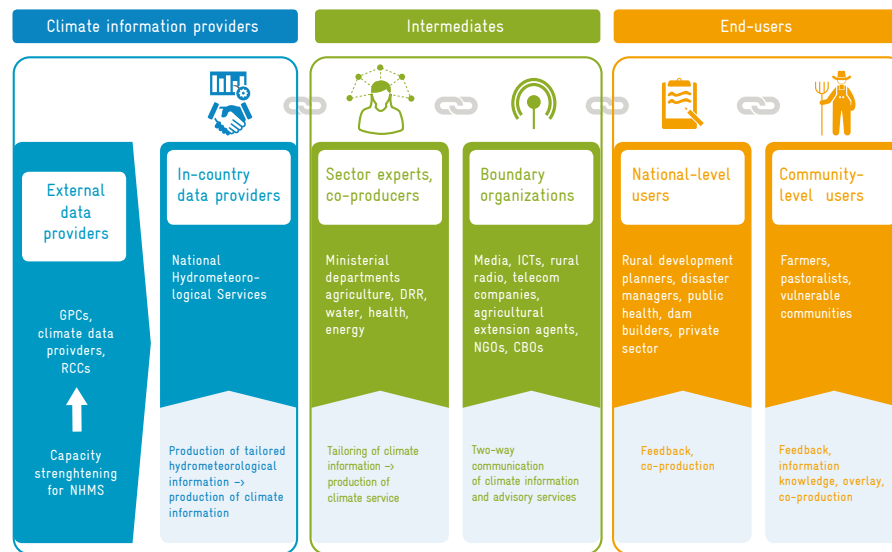 Climate information providers
Intermediates
End-users
External
data
providers
GPCs,
climate data
proivders,
RCCs
Capacity
strenghtening
for NHMS
In-country
data providers
National
Hydrometeoro-
logical Services
Production of tailored
hydrometeorological
information –>
production of climate
information
Sector experts,
co-producers
Ministerial
departments
agriculture, DRR,
water, health,
energy
Tailoring of climate
information –>
production of
climate service
Boundary
organizations
Media, ICTs, rural
radio, telecom
companies,
agricultural
extension agents,
NGOs, CBOs
Two-way
communication
of climate information
and advisory services
National-level
users
Rural development
planners, disaster
managers, public
health, dam
builders, private
sector
Feedback,
co-production
Community-
level users
Farmers,
pastoralists,
vulnerable
communities
Feedback,
information
knowledge, overlay,
co-production